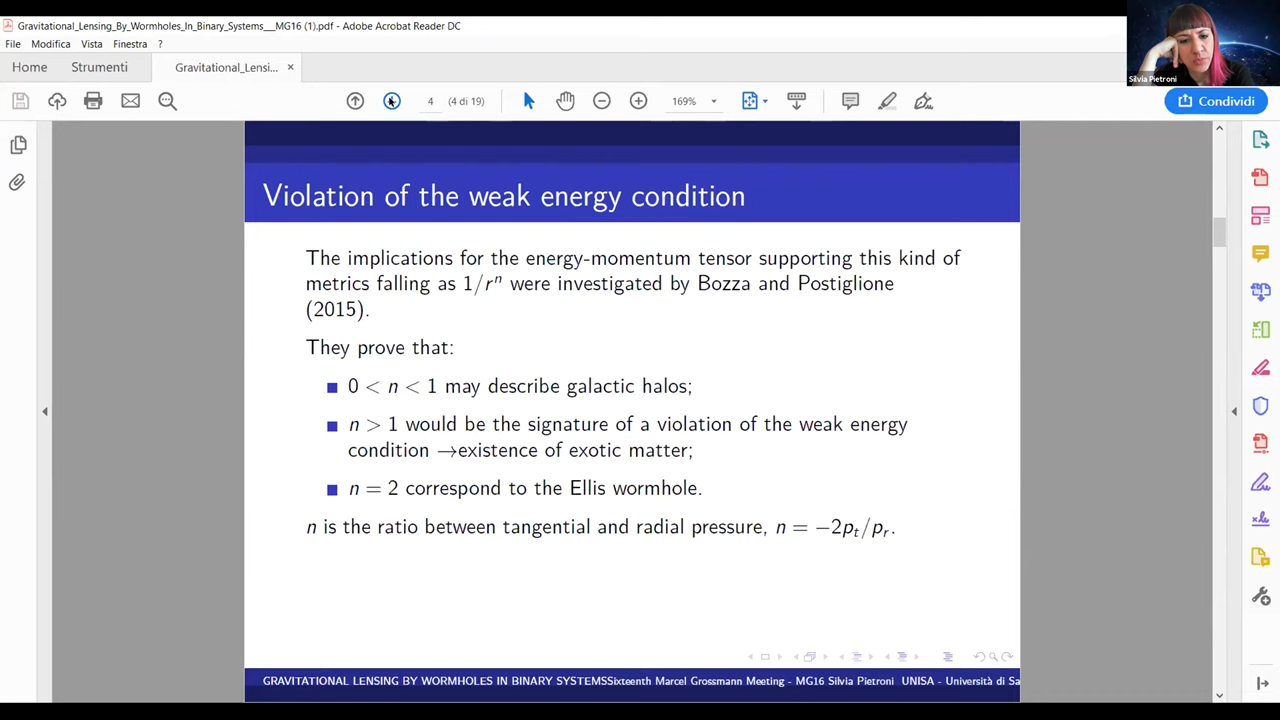 Gravitational_Lensing_By_Wormholes_In_Binary_Systems___MG16 (1).pdf - Adobe Acrobat Reader DC
File Modifica Vista Finestra ?
Home Strumenti Gravitational_Lensi... ×
4 (4 di 19) 169% Condividi
Silvia Pietroni
Violation of the weak energy condition
The implications for the energy-momentum tensor supporting this kind of
metrics falling as 1/rⁿ were investigated by Bozza and Postiglione
(2015).
They prove that:
0 < n < 1 may describe galactic halos;
n > 1 would be the signature of a violation of the weak energy
condition →existence of exotic matter;
n = 2 correspond to the Ellis wormhole.
n is the ratio between tangential and radial pressure, n = −2pₜ/pᵣ.
GRAVITATIONAL LENSING BY WORMHOLES IN BINARY SYSTEMSSixteenth Marcel Grossmann Meeting - MG16 Silvia Pietroni UNISA - Università di Sa